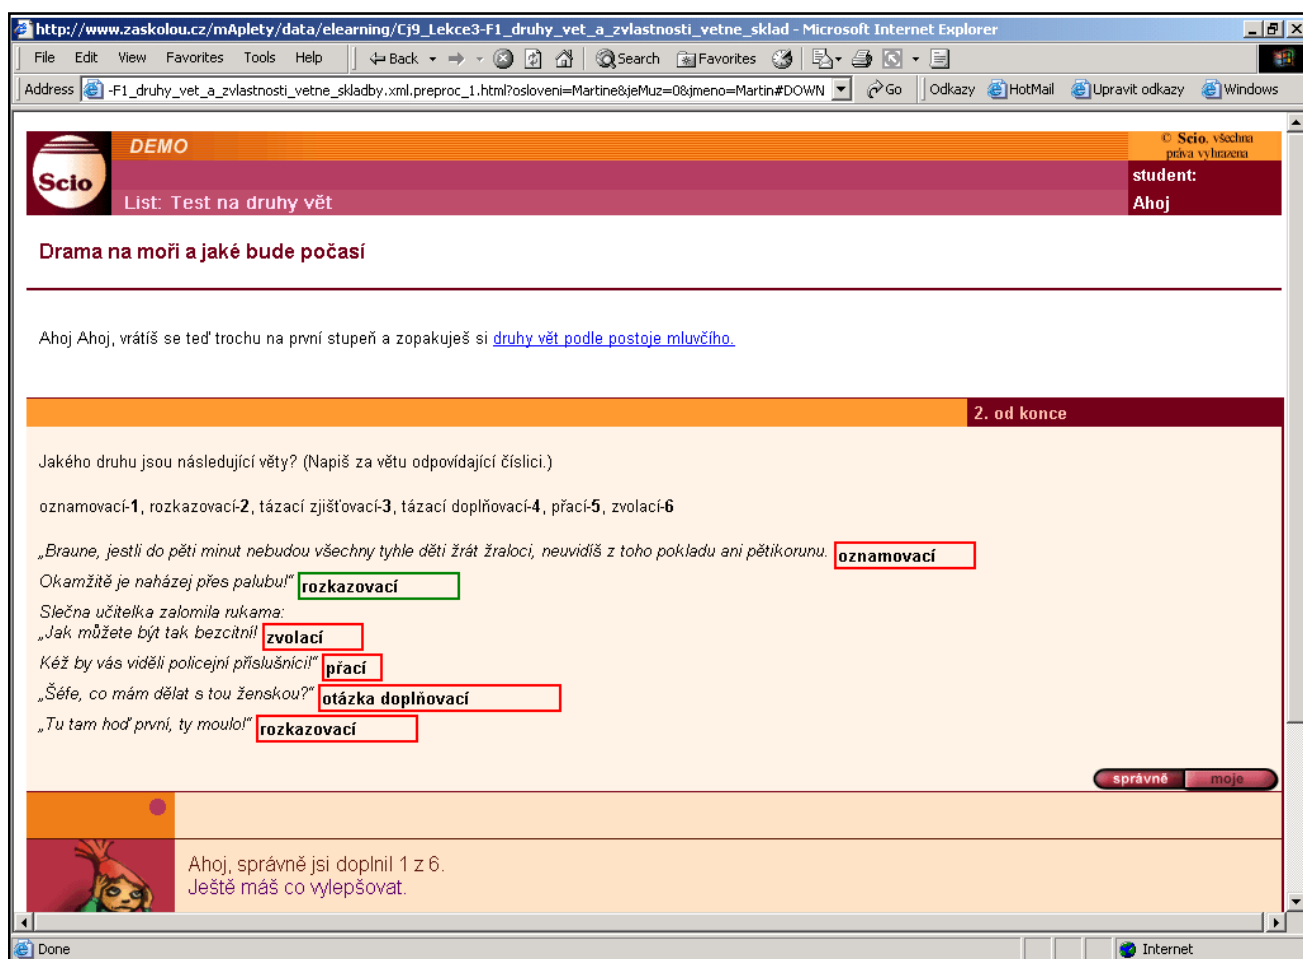 http://www.zaskolou.cz/mAplety/data/elearning/Cj9_Lekce3-F1_druhy_vet_a_zvlastnosti_vetne_sklad - Microsoft Internet Explorer
File Edit View Favorites Tools Help Back Search Favorites
Address -F1_druhy_vet_a_zvlastnosti_vetne_skladby.xml.preproc_1.html?osloveni=Martine&jeMuz=0&jmeno=Martin#DOWN Go Odkazy HotMail Upravit odkazy Windows
DEMO
© Scio, všechna
práva vyhrazena
Scio
student:
List: Test na druhy vět
Ahoj
Drama na moři a jaké bude počasí
Ahoj Ahoj, vrátíš se teď trochu na první stupeň a zopakuješ si druhy vět podle postoje mluvčího.
2. od konce
Jakého druhu jsou následující věty? (Napiš za větu odpovídající číslici.)
oznamovací-1, rozkazovací-2, tázací zjišťovací-3, tázací doplňovací-4, přací-5, zvolací-6
„Braune, jestli do pěti minut nebudou všechny tyhle děti žrát žraloci, neuvidíš z toho pokladu ani pětikorunu. oznamovací
Okamžitě je naházej přes palubu!“ rozkazovací
Slečna učitelka zalomila rukama:
„Jak můžete být tak bezcitní! zvolací
Kéž by vás viděli policejní příslušníci!“ přací
„Šéfe, co mám dělat s tou ženskou?“ otázka doplňovací
„Tu tam hoď první, ty moulo!“ rozkazovací
správně moje
Ahoj, správně jsi doplnil 1 z 6.
Ještě máš co vylepšovat.
Done Internet